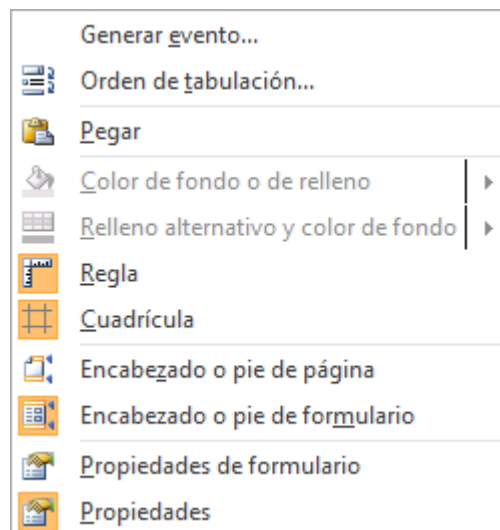 Generar evento...
Orden de tabulación...
Pegar
Color de fondo o de relleno
Relleno alternativo y color de fondo
Regla
Cuadrícula
Encabezado o pie de página
Encabezado o pie de formulario
Propiedades de formulario
Propiedades